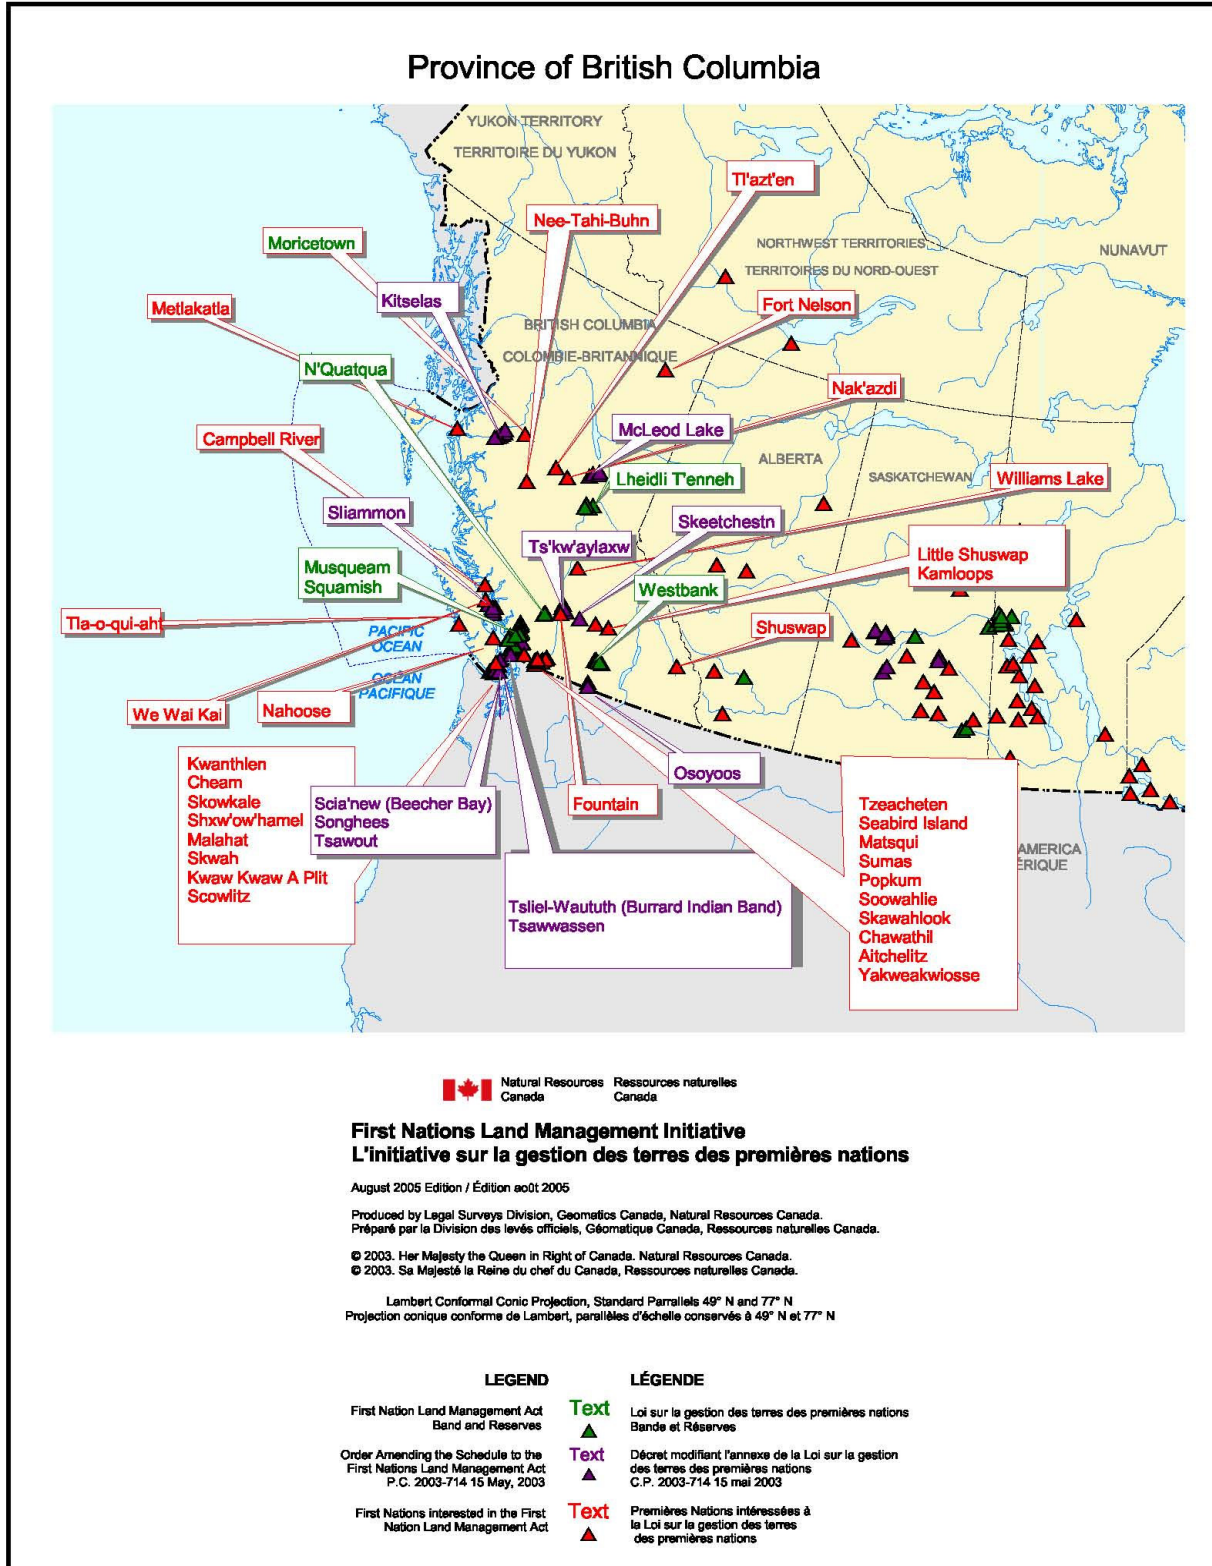 Province of British Columbia
YUKON TERRITORY
TERRITOIRE DU YUKON
Tl'azt'en
Nee-Tahi-Buhn
Moricetown
NORTHWEST TERRITORIES
TERRITOIRES DU NORD-OUEST
NUNAVUT
Kitselas
Metlakatla
Fort Nelson
BRITISH COLUMBIA
COLOMBIE-BRITANNIQUE
N'Quatqua
Nak'azdi
McLeod Lake
Campbell River
ALBERTA
SASKATCHEWAN
Lheidli T'enneh
Williams Lake
Sliammon
Skeetchestn
Ts'kw'aylaxw
Little Shuswap
Kamloops
Musqueam
Squamish
Westbank
Tla-o-qui-aht
Shuswap
PACIFIC
OCEAN
OCÉAN
PACIFIQUE
We Wai Kai
Nahoose
Kwanthlen
Cheam
Skowkale
Shxw'ow'hamel
Malahat
Skwah
Kwaw Kwaw A Plit
Scowlitz
Scia'new (Beecher Bay)
Songhees
Tsawout
Fountain
Osoyoos
Tsliel-Waututh (Burrard Indian Band)
Tsawwassen
Tzeacheten
Seabird Island
Matsqui
Sumas
Popkum
Soowahlie
Skawahlook
Chawathil
Aitchelitz
Yakweakwiosse
AMERICA
ÉRIQUE
Natural Resources Ressources naturelles
Canada Canada
First Nations Land Management Initiative
L'initiative sur la gestion des terres des premières nations
August 2005 Edition / Édition août 2005
Produced by Legal Surveys Division, Geomatics Canada, Natural Resources Canada.
Préparé par la Division des levés officiels, Géomatique Canada, Ressources naturelles Canada.
© 2003. Her Majesty the Queen in Right of Canada. Natural Resources Canada.
© 2003. Sa Majesté la Reine du chef du Canada, Ressources naturelles Canada.
Lambert Conformal Conic Projection, Standard Parrallels 49° N and 77° N
Projection conique conforme de Lambert, parallèles d'échelle conservés à 49° N et 77° N
LEGEND LÉGENDE
First Nation Land Management Act
Band and Reserves
Text
Loi sur la gestion des terres des premières nations
Bande et Réserves
Order Amending the Schedule to the
First Nations Land Management Act
P.C. 2003-714 15 May, 2003
Text
Décret modifiant l'annexe de la Loi sur la gestion
des terres des premières nations
C.P. 2003-714 15 mai 2003
First Nations interested in the First
Nation Land Management Act
Text
Premières Nations intéressées à
la Loi sur la gestion des terres
des premières nations